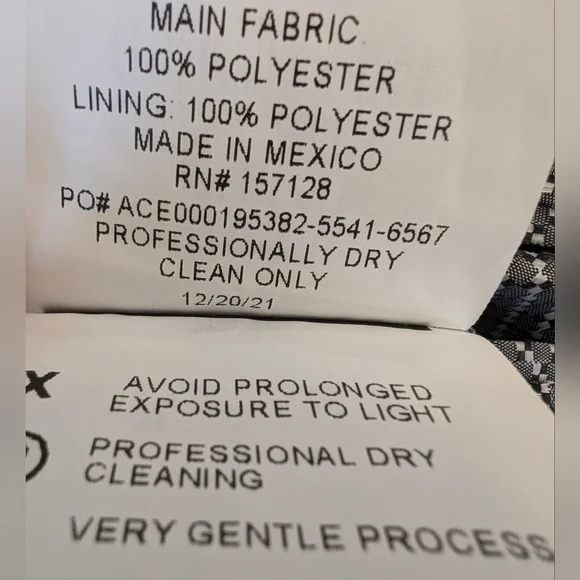 MAIN FABRIC.
100% POLYESTER
LINING: 100% POLYESTER
MADE IN MEXICO
RN# 157128
PO# ACE000195382-5541-6567
PROFESSIONALLY DRY
CLEAN ONLY
12/20/21
X
AVOID PROLONGED
EXPOSURE TO LIGHT
PROFESSIONAL DRY
CLEANING
VERY GENTLE PROCESS